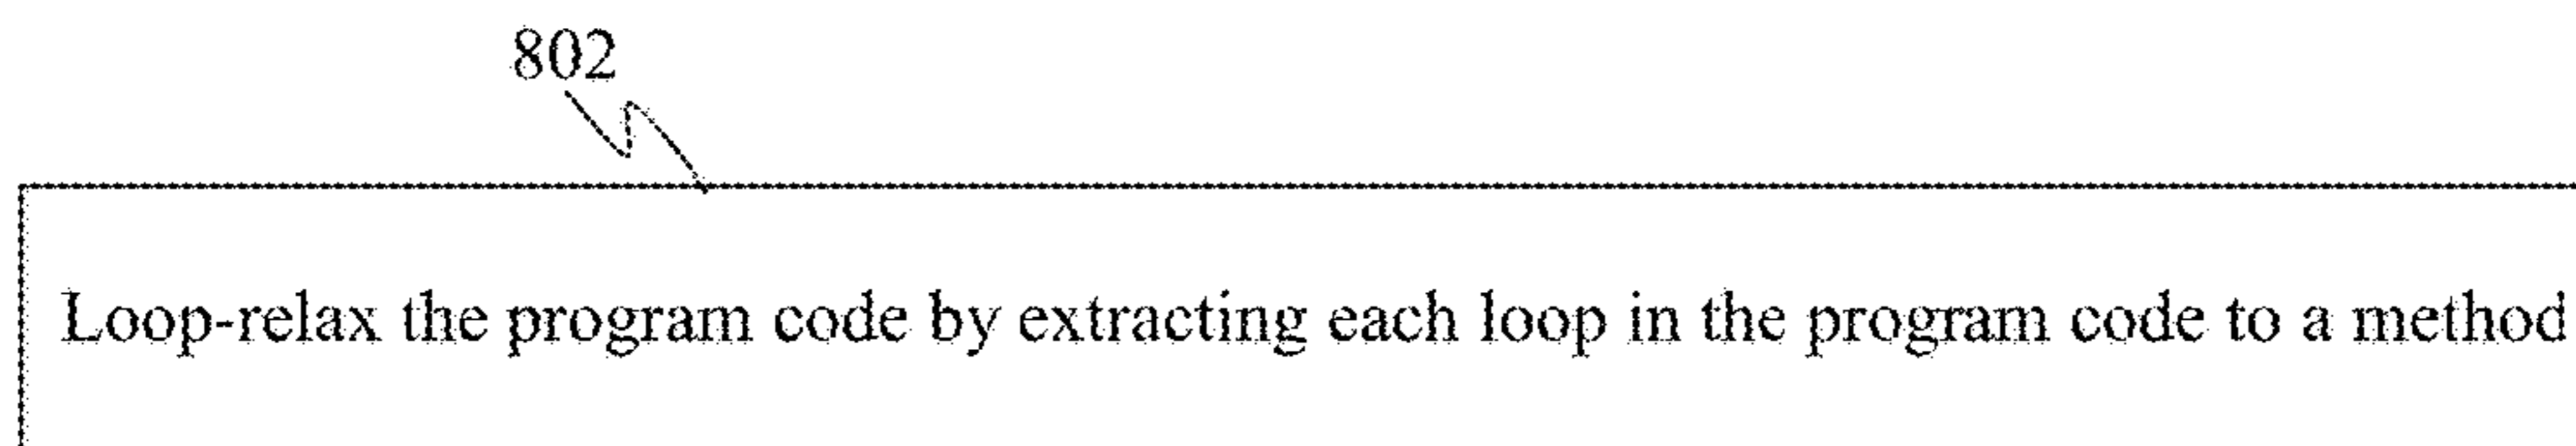 802
Loop-relax the program code by extracting each loop in the program code to a method